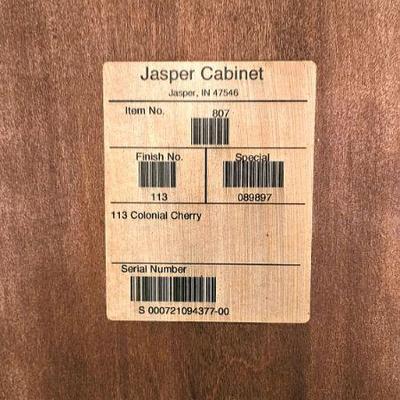 Jasper Cabinet
Jasper, IN 47546
Item No. 807
Finish No. Special
113 089897
113 Colonial Cherry
Serial Number
S 000721094377-00